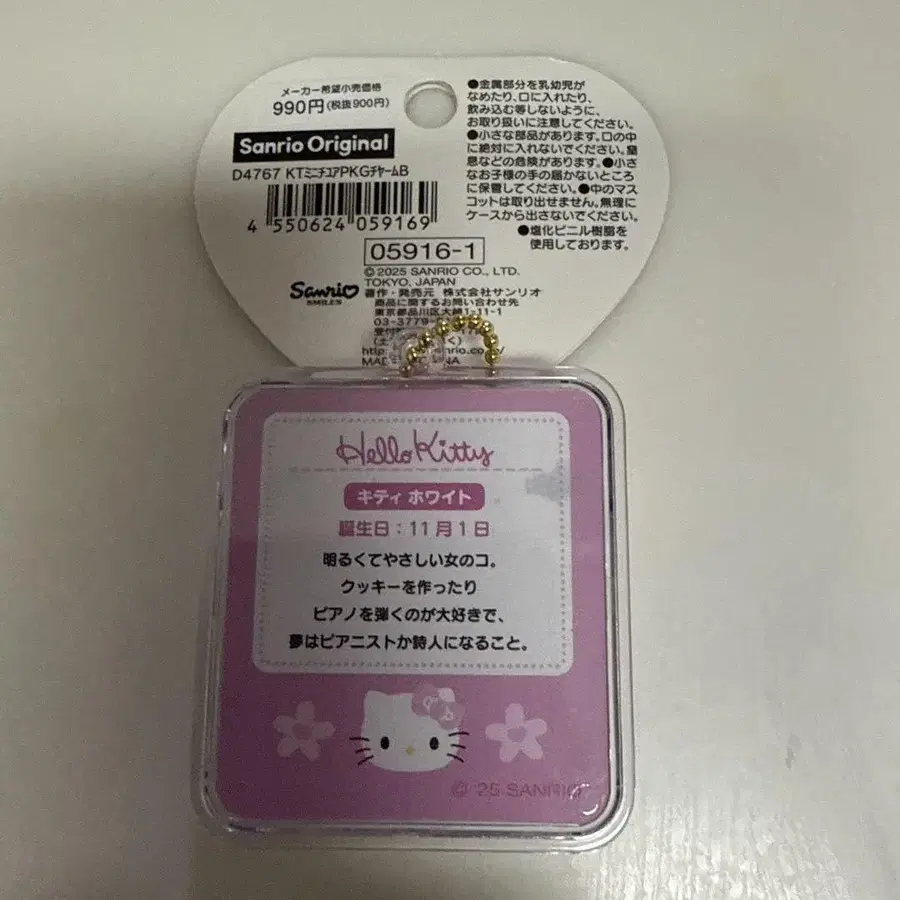 メーカー希望小売価格
990円(税抜900円)
Sanrio Original
D4767 KTミニチュアPKGチャームB
4 550624 059169
05916-1
●金属部分を乳幼児が
なめたり、口に入れたり、
飲み込む等しないように、
お取り扱いに注意してください。
●小さな部品があります。口の中
に絶対に入れないでください。窒
息などの危険があります。●小さ
なお子様の手の届かないところ
に保管してください。●中のマス
コットは取り出せません。無理に
ケースから出さないでください。
●塩化ビニル樹脂を
使用しております。
© 2025 SANRIO CO., LTD.
TOKYO, JAPAN
Sanrio
SMILES
著作・発売元 株式会社サンリオ
商品に関するお問い合わせ先
東京都品川区大崎1-11-1
03-3779-
Hello Kitty
キティ ホワイト
誕生日：11月1日
明るくてやさしい女のコ。
クッキーを作ったり
ピアノを弾くのが大好きで、
夢はピアニストか詩人になること。
© '25 SANRIO